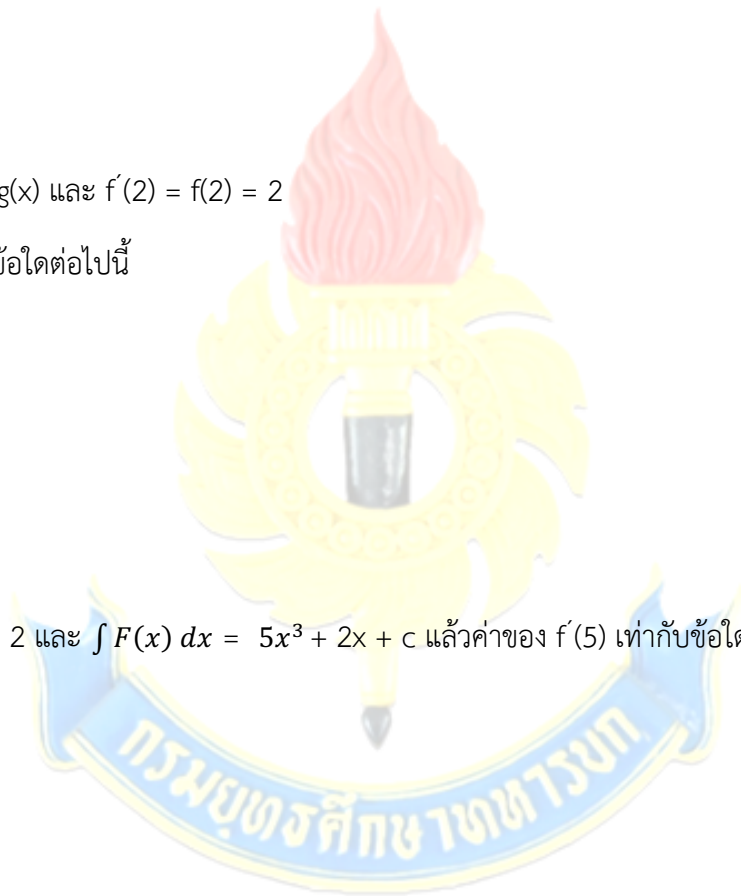 g(x) และ f´(2) = f(2) = 2
ข้อใดต่อไปนี้
2 และ ∫ F(x) dx = 5x³ + 2x + c แล้วค่าของ f´(5) เท่ากับข้อใด
กรมยุทธศึกษาทหารบก